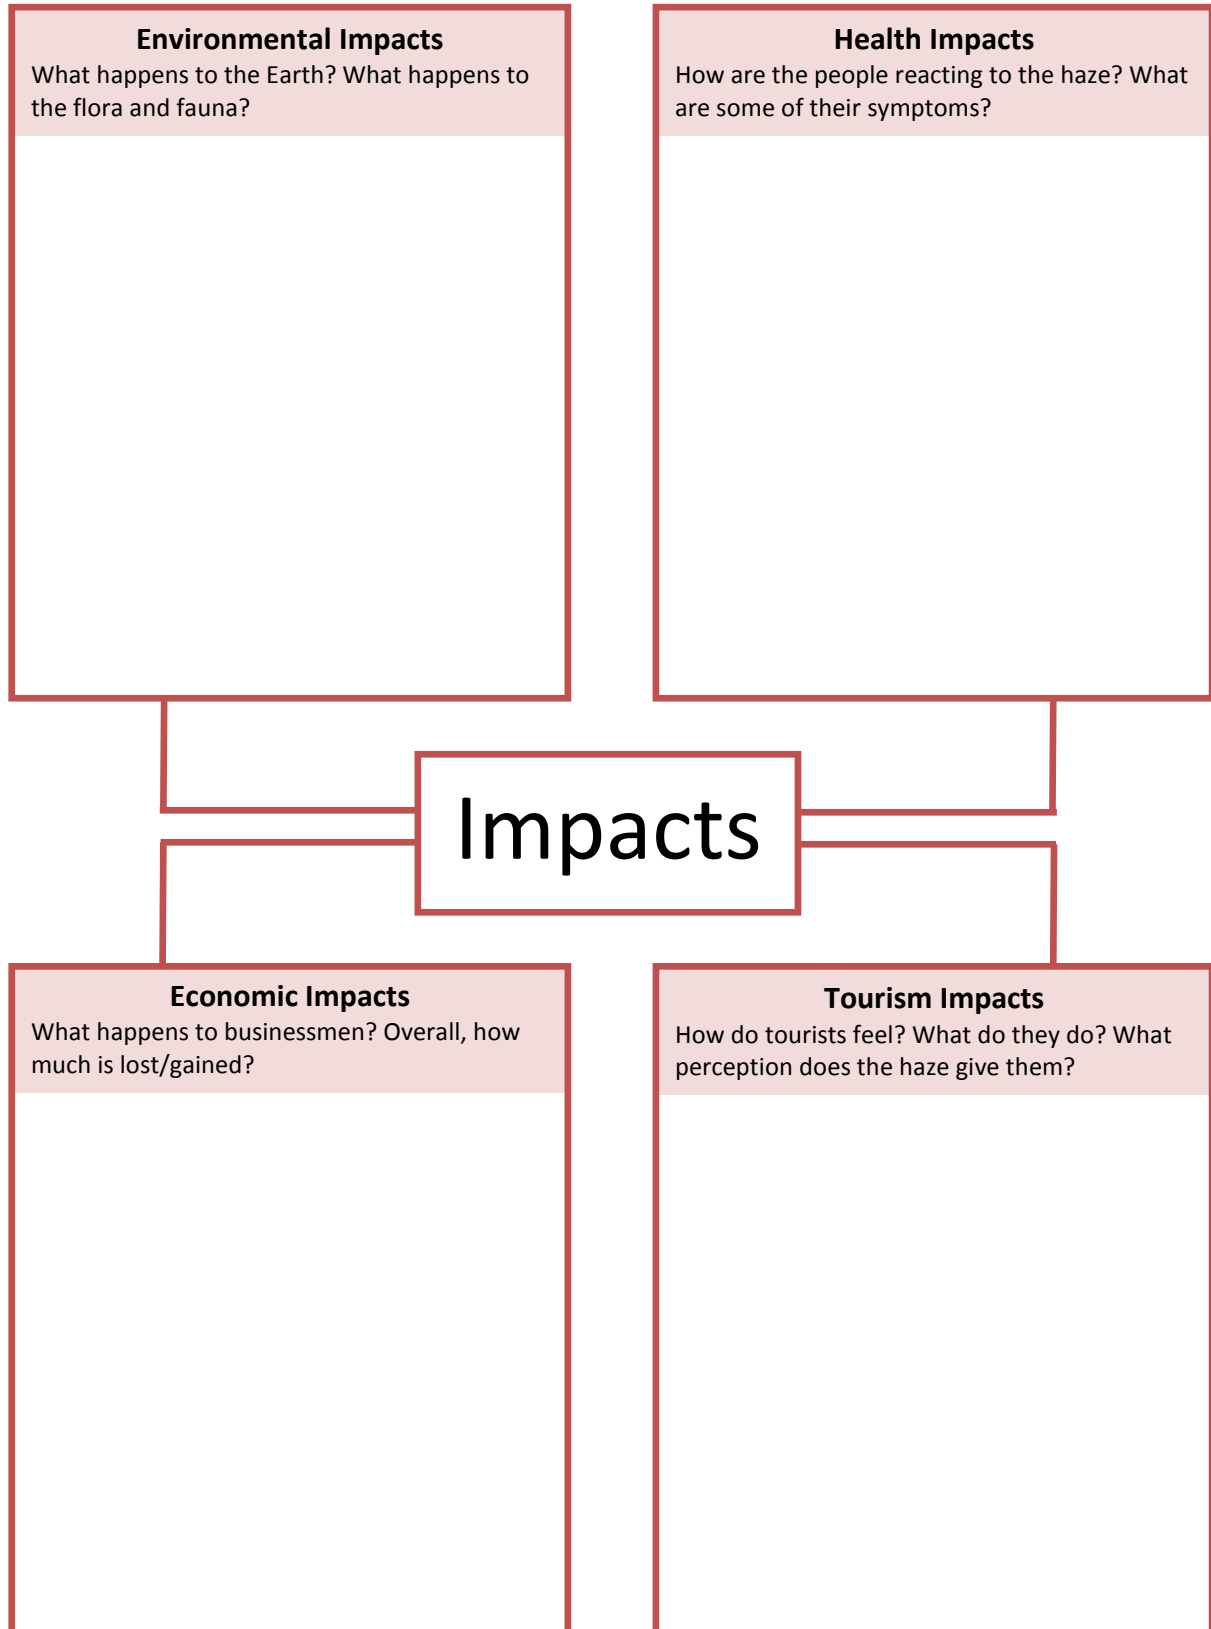 Environmental Impacts
What happens to the Earth? What happens to
the flora and fauna?
Health Impacts
How are the people reacting to the haze? What
are some of their symptoms?
Impacts
Economic Impacts
What happens to businessmen? Overall, how
much is lost/gained?
Tourism Impacts
How do tourists feel? What do they do? What
perception does the haze give them?